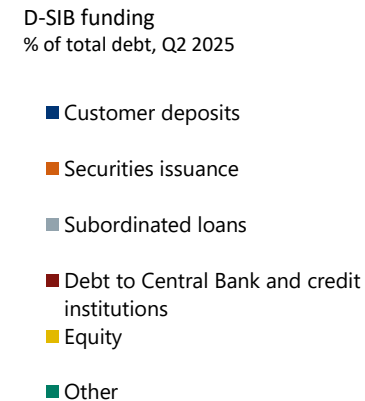 D-SIB funding
% of total debt, Q2 2025
Customer deposits
Securities issuance
Subordinated loans
Debt to Central Bank and credit
institutions
Equity
Other